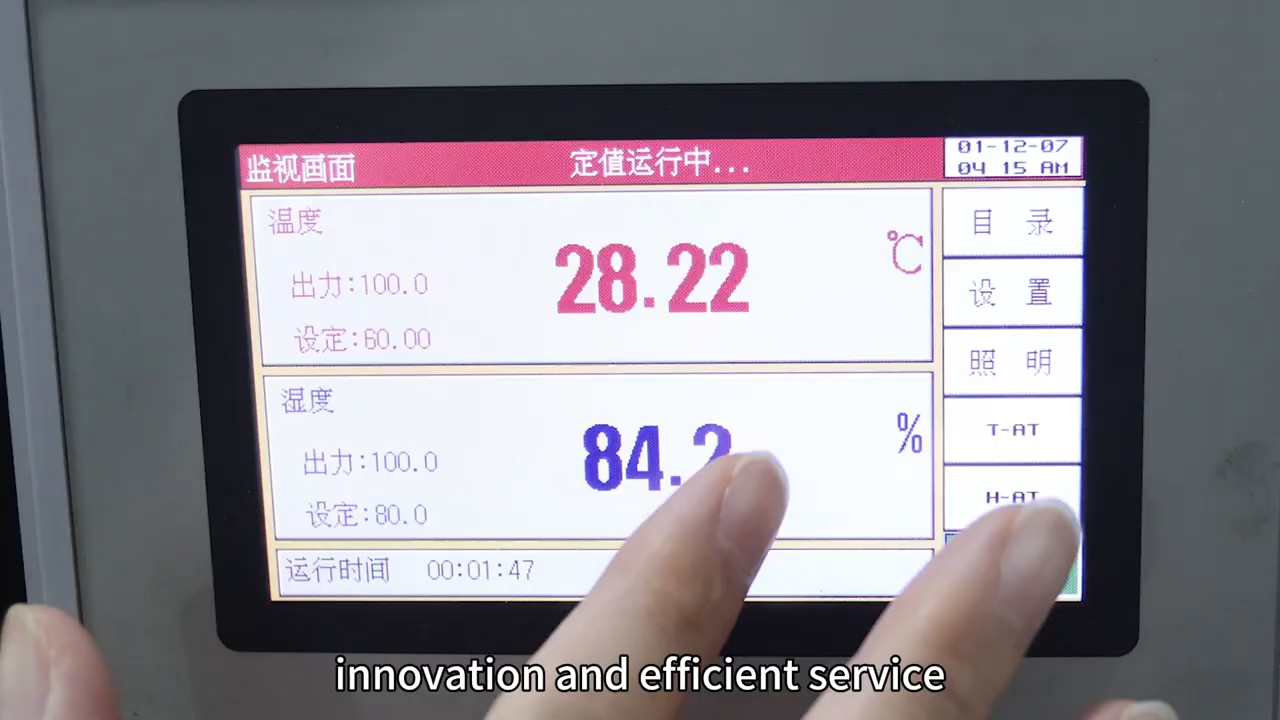 监视画面
定值运行中...
01-12-07
04 15 AM
温度
℃
28.22
出力:100.0
设定:60.00
湿度
%
84.2
出力:100.0
设定:80.0
运行时间 00:01:47
目 录
设 置
照 明
T-AT
H-AT
innovation and efficient service